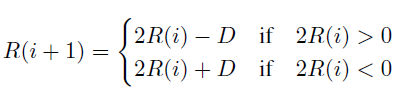 R(i + 1) = { 2R(i) − D if 2R(i) > 0
2R(i) + D if 2R(i) < 0